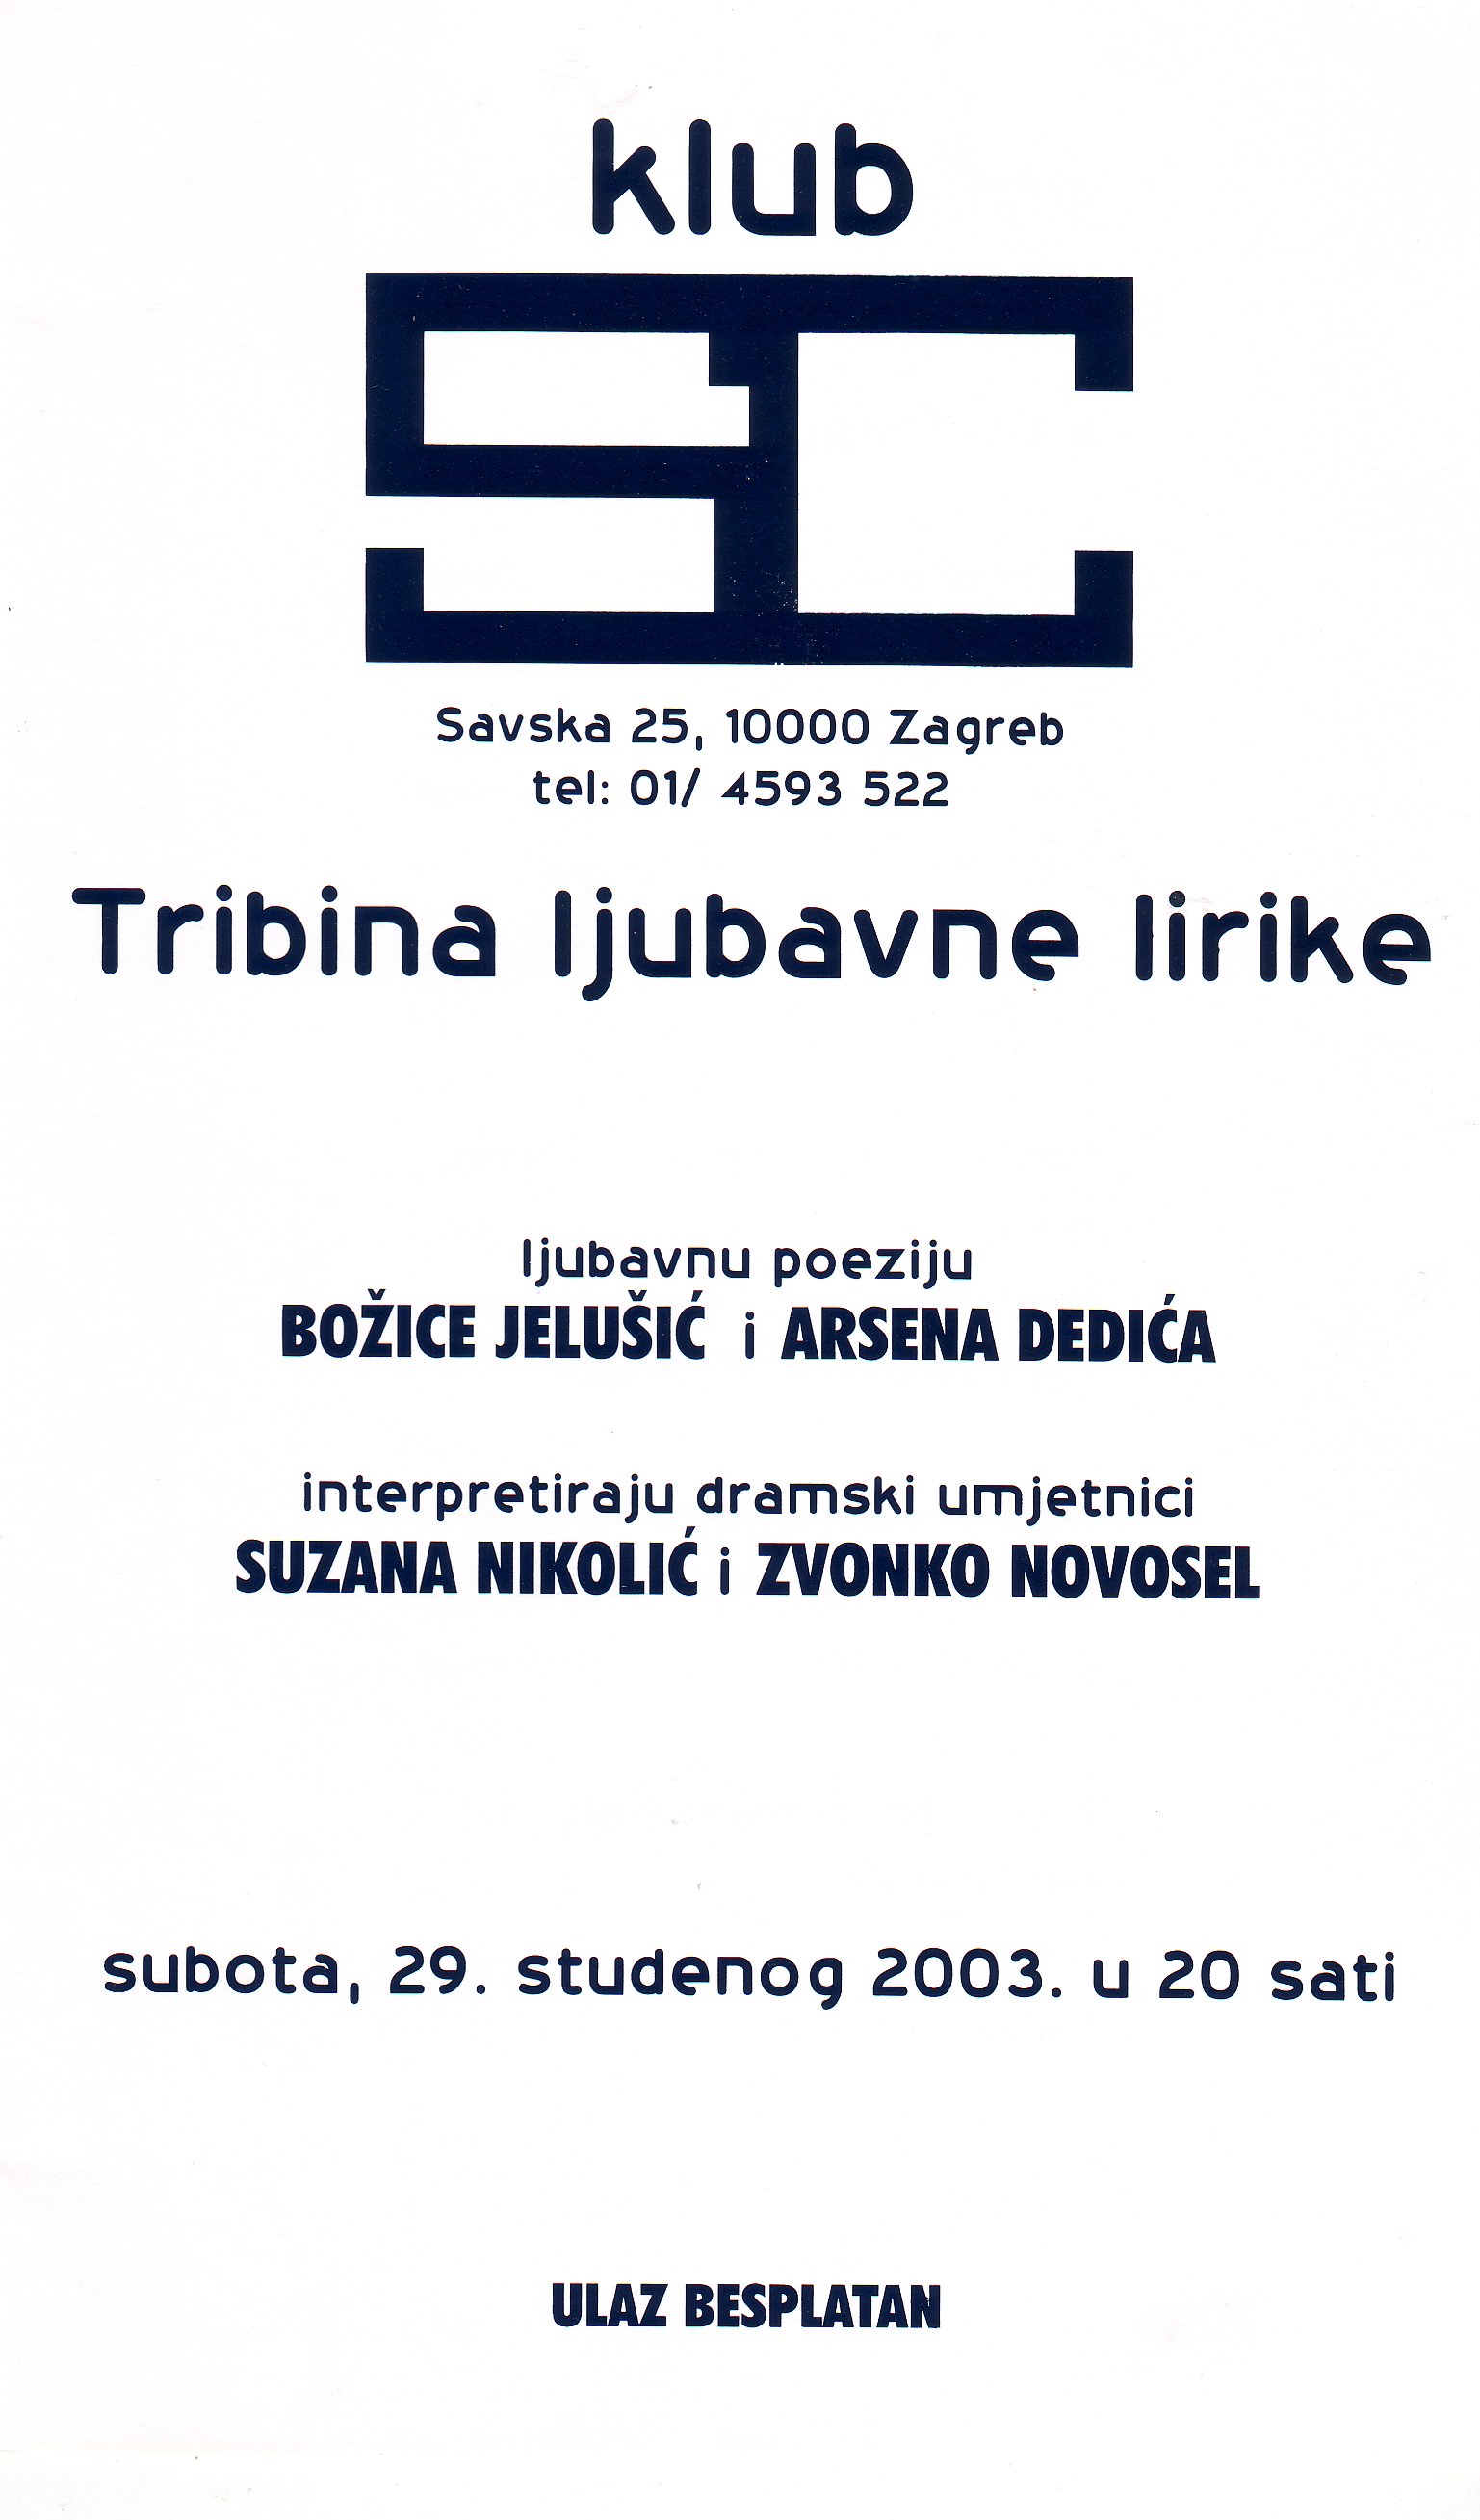 klub
SC
Savska 25, 10000 Zagreb
tel: 01/ 4593 522
Tribina ljubavne lirike
ljubavnu poeziju
BOŽICE JELUŠIĆ i ARSENA DEDIĆA
interpretiraju dramski umjetnici
SUZANA NIKOLIĆ i ZVONKO NOVOSEL
subota, 29. studenog 2003. u 20 sati
ULAZ BESPLATAN